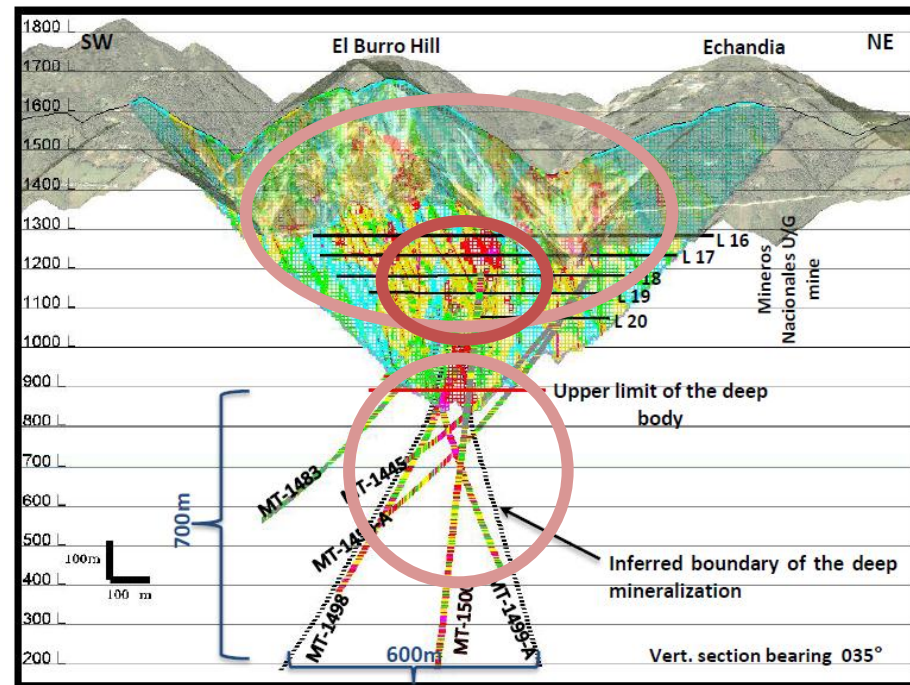 1800 L
SW
El Burro Hill
Echandia
NE
1700 L
1600 L
1500 L
1400 L
1300 L
L 16
L 17
1200 L
18
L 19
1100 L
L 20
Mineros
Nacionales U/G
mine
1000 L
900 L
Upper limit of the deep
body
800 L
700 L
MT-1483
MT-1445
600 L
700m
500 L
100m
100 m
400 L
Inferred boundary of the deep
mineralization
300 L
MT-1498
MT-1500
MT-1499-A
600m
200 L
Vert. section bearing 035°